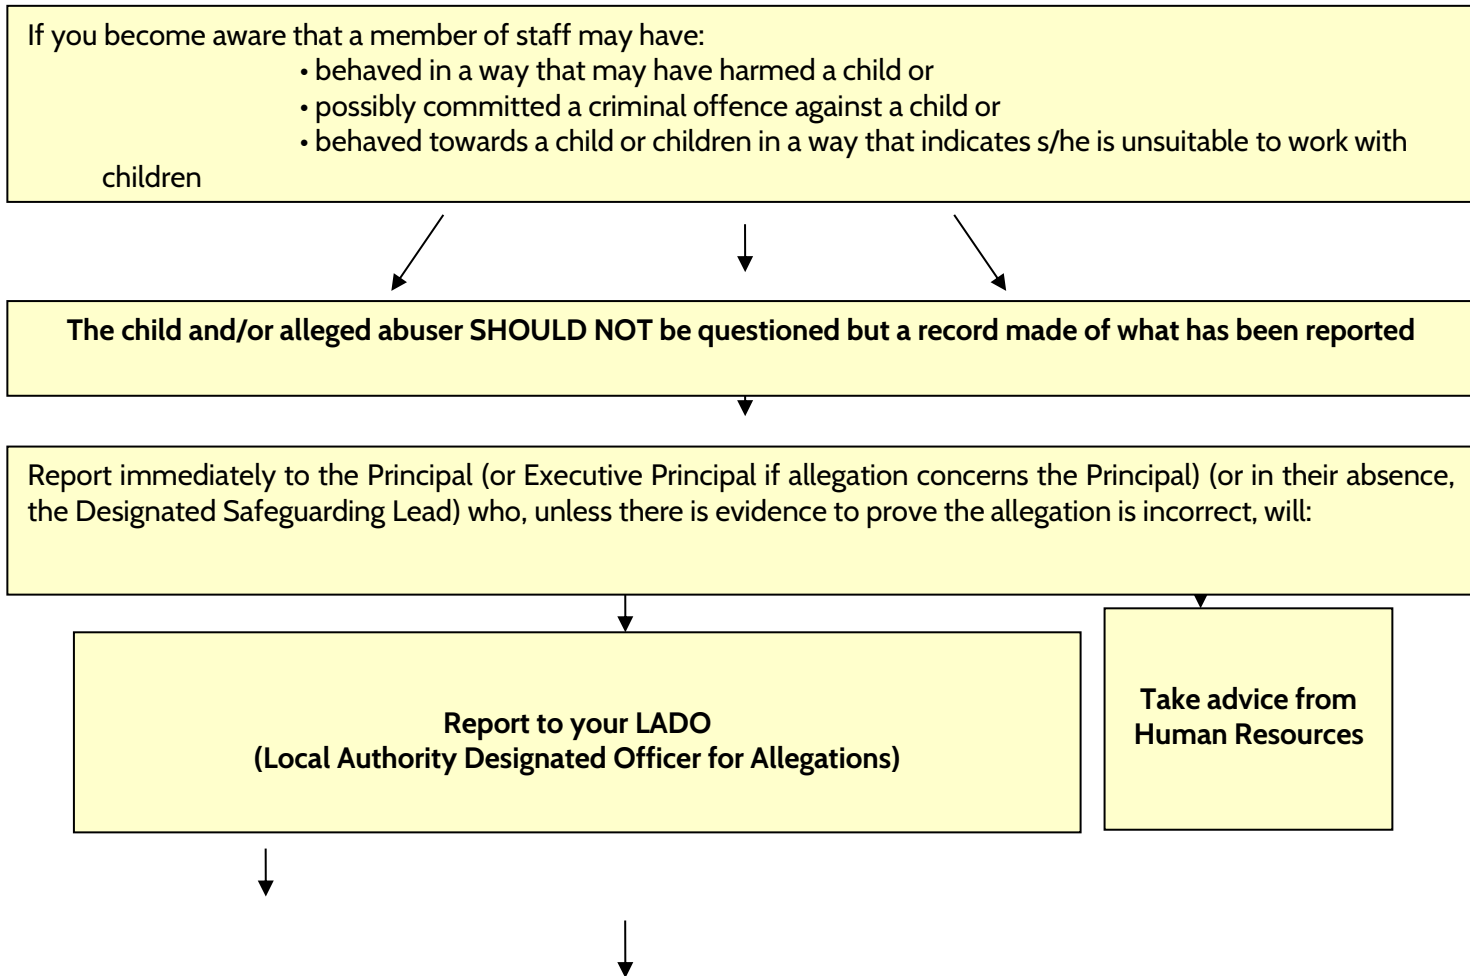 If you become aware that a member of staff may have:
• behaved in a way that may have harmed a child or
• possibly committed a criminal offence against a child or
• behaved towards a child or children in a way that indicates s/he is unsuitable to work with
children
The child and/or alleged abuser SHOULD NOT be questioned but a record made of what has been reported
Report immediately to the Principal (or Executive Principal if allegation concerns the Principal) (or in their absence,
the Designated Safeguarding Lead) who, unless there is evidence to prove the allegation is incorrect, will:
Report to your LADO
(Local Authority Designated Officer for Allegations)
Take advice from
Human Resources